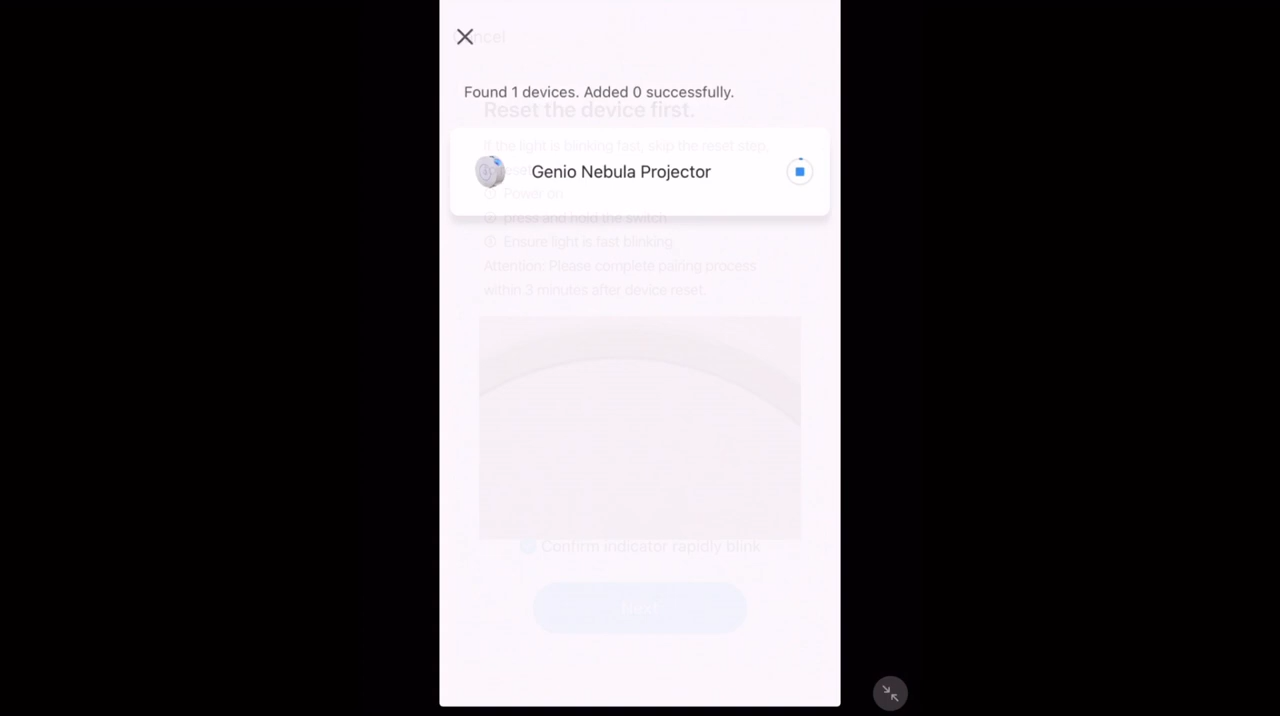 Cancel
Found 1 devices. Added 0 successfully.
Reset the device first.
If the light is blinking fast, skip the reset step.
Genio Nebula Projector
Power on
press and hold the switch
Ensure light is fast blinking
Attention: Please complete pairing process
within 3 minutes after device reset.
Confirm indicator rapidly blink
Next